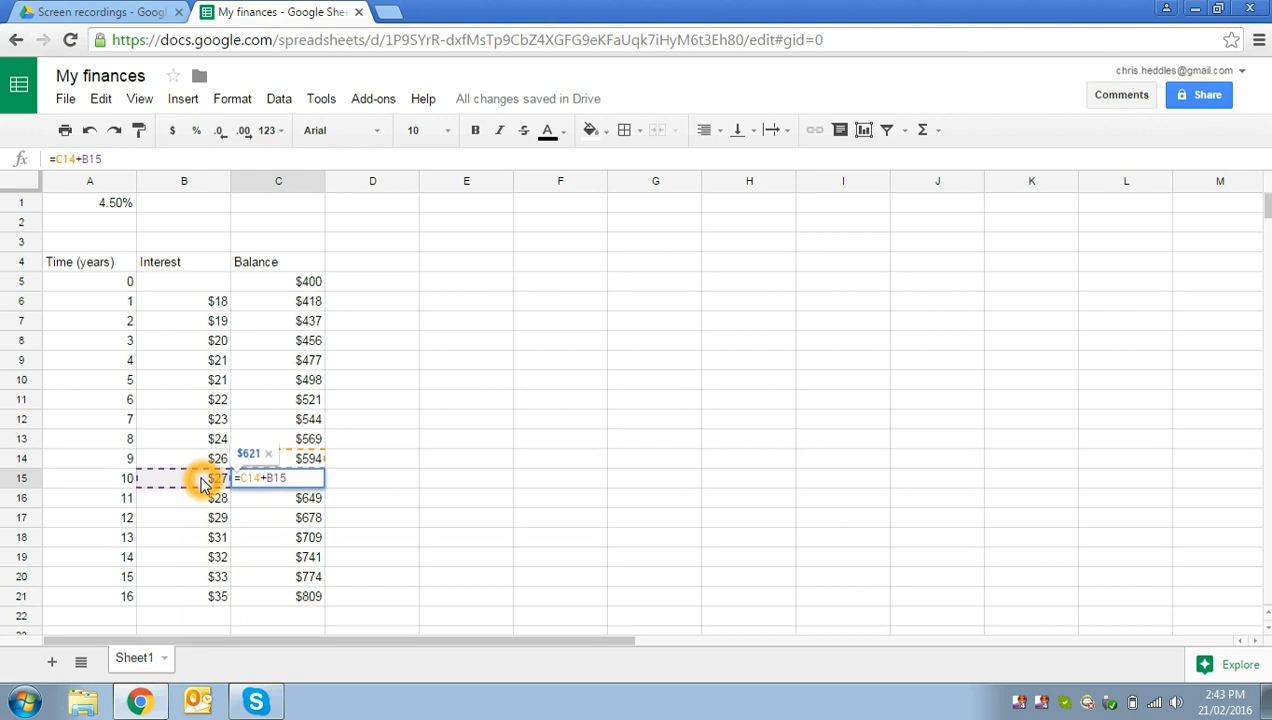 Screen recordings - Googl
My finances - Google Shee
https://docs.google.com/spreadsheets/d/1P9SYrR-dxfMsTp9CbZ4XGFG9eKFaUqk7iHyM6t3Eh80/edit#gid=0
My finances
chris.heddles@gmail.com
File Edit View Insert Format Data Tools Add-ons Help All changes saved in Drive
Comments Share
$ % .0 .00 123 Arial 10 B I S A Σ
fx =C14+B15
A B C D E F G H I J K L M
1 4.50%
2
3
4 Time (years) Interest Balance
5 0 $400
6 1 $18 $418
7 2 $19 $437
8 3 $20 $456
9 4 $21 $477
10 5 $21 $498
11 6 $22 $521
12 7 $23 $544
13 8 $24 $569
$621 ×
14 9 $26 $594
15 10 $27 =C14+B15
16 11 $28 $649
17 12 $29 $678
18 13 $31 $709
19 14 $32 $741
20 15 $33 $774
21 16 $35 $809
22
Sheet1
Explore
2:43 PM
21/02/2016